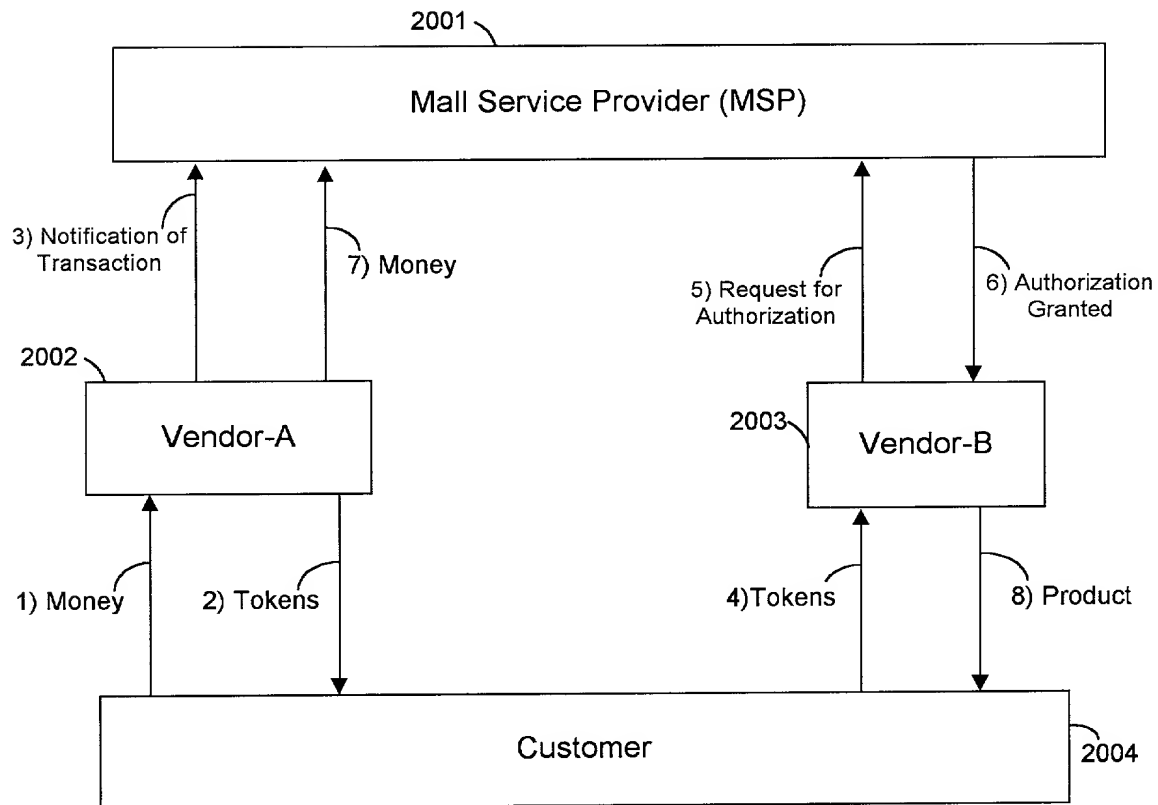 2001
Mall Service Provider (MSP)
3) Notification of
Transaction
7) Money
5) Request for
Authorization
6) Authorization
Granted
2002
Vendor-A
2003
Vendor-B
1) Money
2) Tokens
4)Tokens
8) Product
Customer
2004